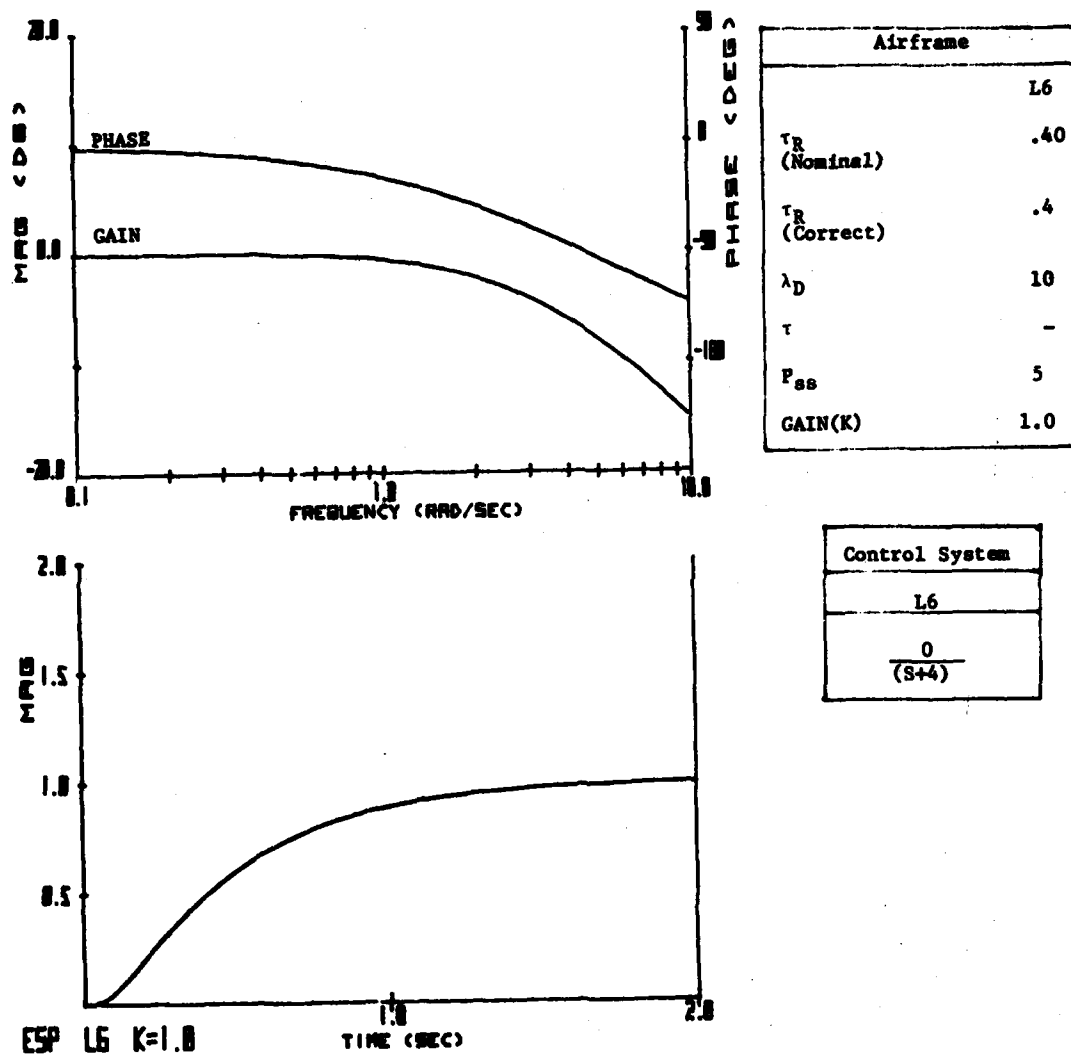 20.0
MAG (DB)
0.0
-20.0
PHASE
GAIN
0.1
1.0
10.0
FREQUENCY (RAD/SEC)
0
PHASE (DEG)
Airframe
L6
τR .40
(Nominal)
τR .4
(Correct)
λD 10
τ -
Pss 5
GAIN(K) 1.0
Control System
L6
0
(S+4)
2.0
1.5
MAG
1.0
0.5
1.0
2.0
TIME (SEC)
ESP L6 K=1.0